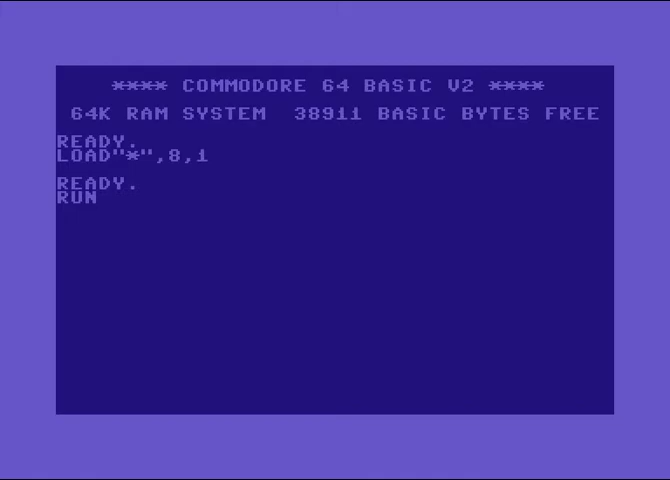 **** COMMODORE 64 BASIC V2 ****
64K RAM SYSTEM  38911 BASIC BYTES FREE
READY.
LOAD"*",8,1
READY.
RUN